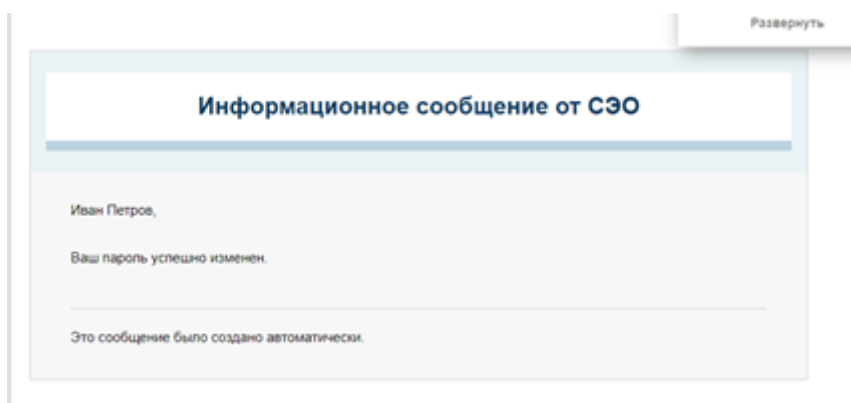 Развернуть
Информационное сообщение от СЭО
Иван Петров,
Ваш пароль успешно изменен.
Это сообщение было создано автоматически.